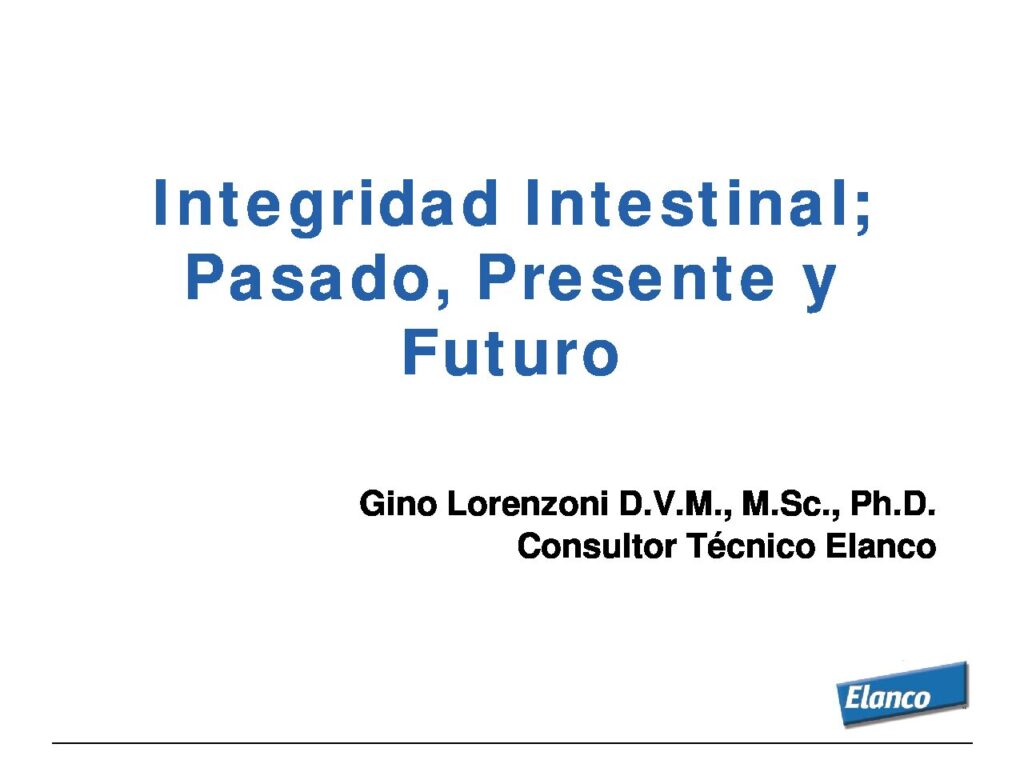 Integridad Intestinal;
Pasado, Presente y
Futuro
Gino Lorenzoni D.V.M., M.Sc., Ph.D.
Consultor Técnico Elanco
Elanco